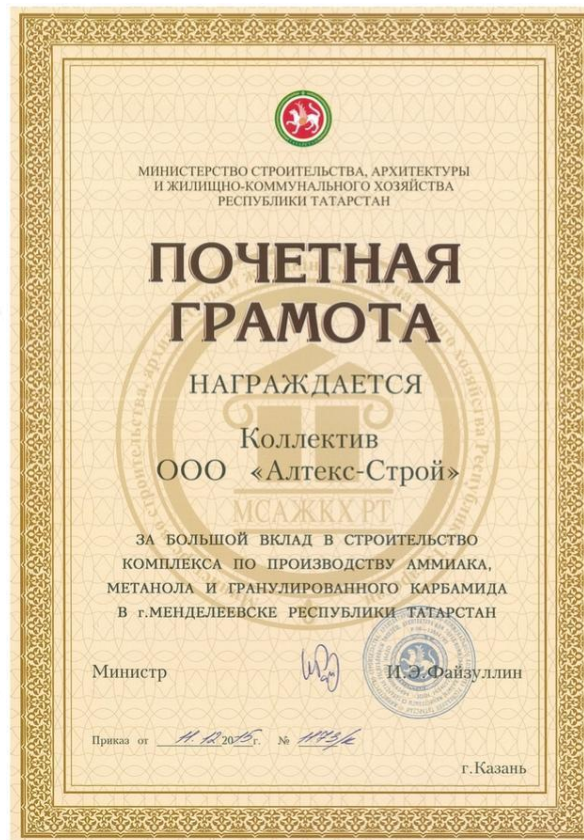 МИНИСТЕРСТВО СТРОИТЕЛЬСТВА, АРХИТЕКТУРЫ
И ЖИЛИЩНО-КОММУНАЛЬНОГО ХОЗЯЙСТВА
РЕСПУБЛИКИ ТАТАРСТАН
ПОЧЕТНАЯ
ГРАМОТА
НАГРАЖДАЕТСЯ
Коллектив
ООО «Алтекс-Строй»
МСАЖКХ РТ
ЗА БОЛЬШОЙ ВКЛАД В СТРОИТЕЛЬСТВО
КОМПЛЕКСА ПО ПРОИЗВОДСТВУ АММИАКА,
МЕТАНОЛА И ГРАНУЛИРОВАННОГО КАРБАМИДА
В г.МЕНДЕЛЕЕВСКЕ РЕСПУБЛИКИ ТАТАРСТАН
Министр И.Э.Файзуллин
Приказ от 11.12.2015г. №
г.Казань